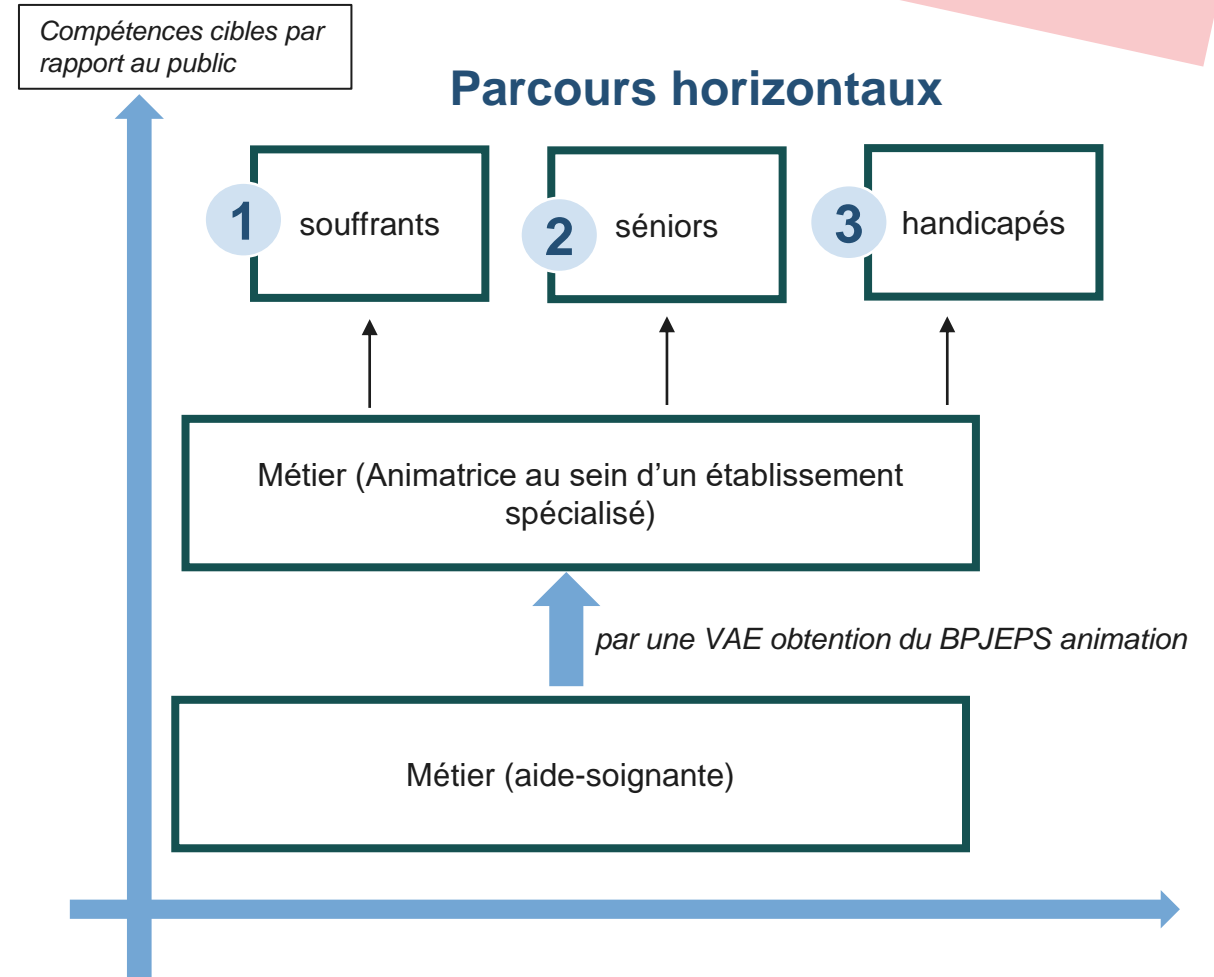 Compétences cibles par
rapport au public
Parcours horizontaux
1
souffrants
2
séniors
3
handicapés
Métier (Animatrice au sein d’un établissement
spécialisé)
par une VAE obtention du BPJEPS animation
Métier (aide-soignante)